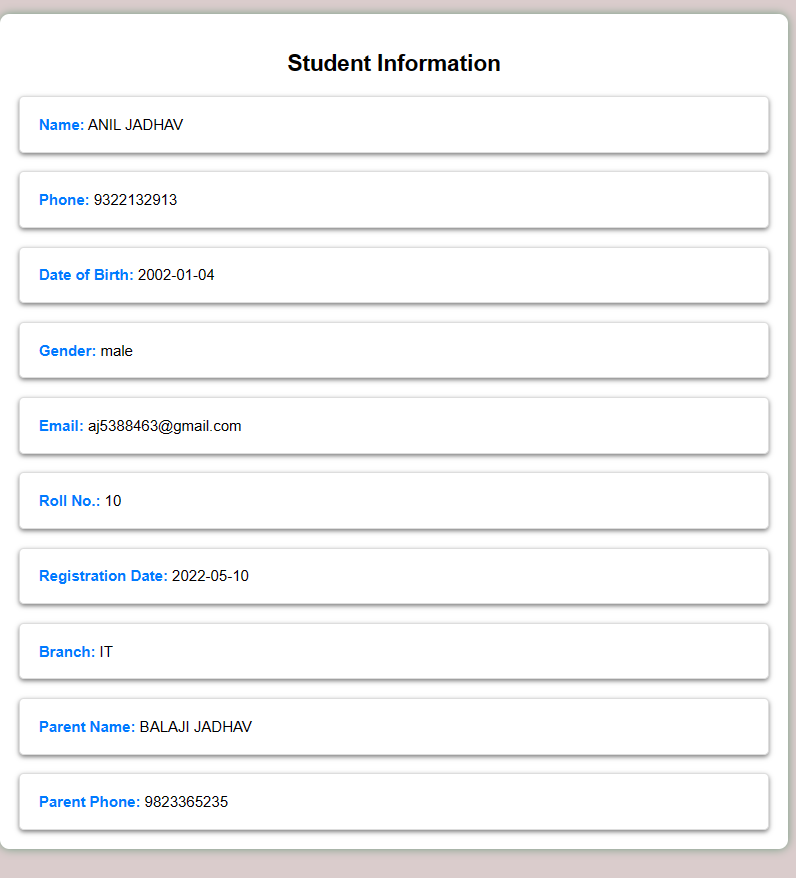 Student Information
Name: ANIL JADHAV
Phone: 9322132913
Date of Birth: 2002-01-04
Gender: male
Email: aj5388463@gmail.com
Roll No.: 10
Registration Date: 2022-05-10
Branch: IT
Parent Name: BALAJI JADHAV
Parent Phone: 9823365235